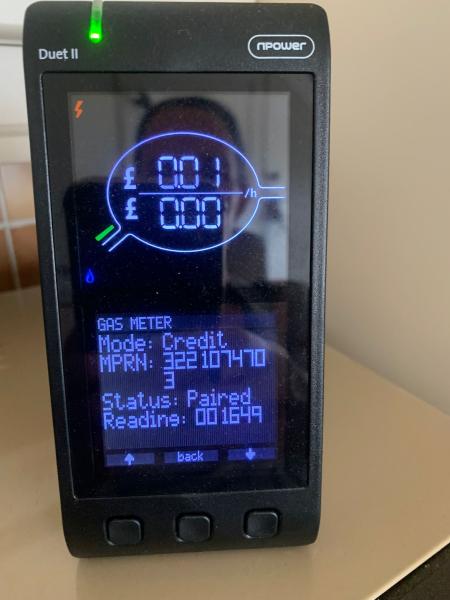 Duet II
npower
£ 0.01
/h
£ 0.00
GAS METER
Mode: Credit
MPRN: 322107470
3
Status: Paired
Reading: 001649
back